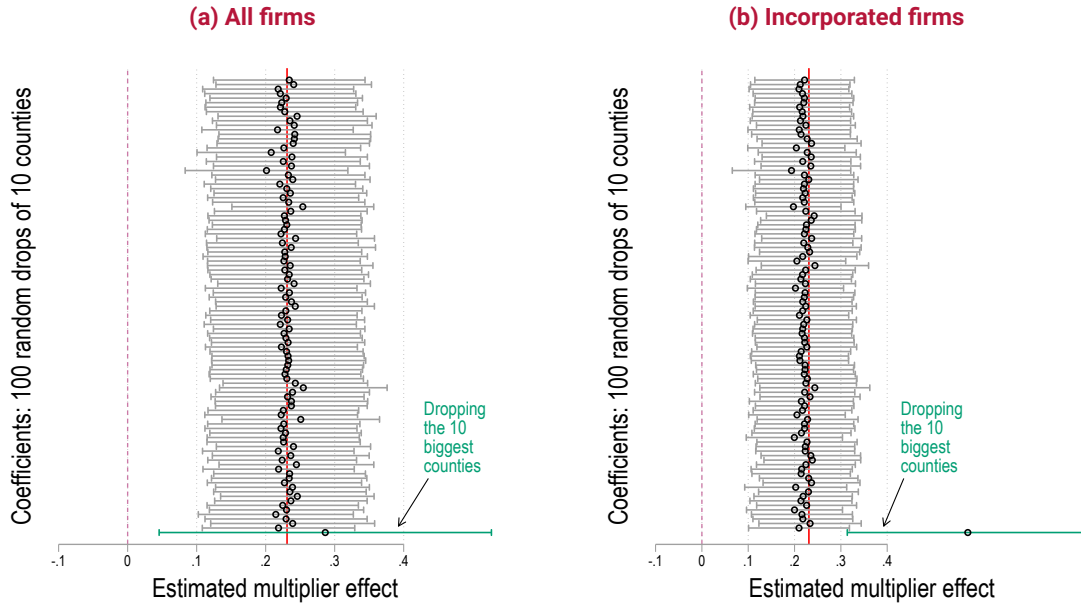 (a) All firms
Coefficients: 100 random drops of 10 counties
Dropping
the 10
biggest
counties
-.1 0 .1 .2 .3 .4
Estimated multiplier effect
(b) Incorporated firms
Coefficients: 100 random drops of 10 counties
Dropping
the 10
biggest
counties
-.1 0 .1 .2 .3 .4
Estimated multiplier effect